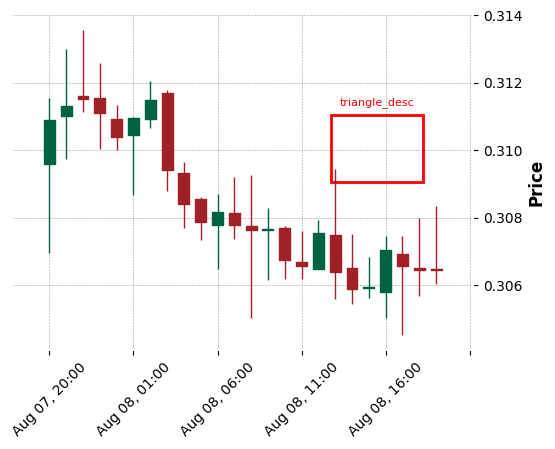 0.314
0.312
triangle_desc
0.310
0.308
0.306
Price
Aug 07, 20:00
Aug 08, 01:00
Aug 08, 06:00
Aug 08, 11:00
Aug 08, 16:00